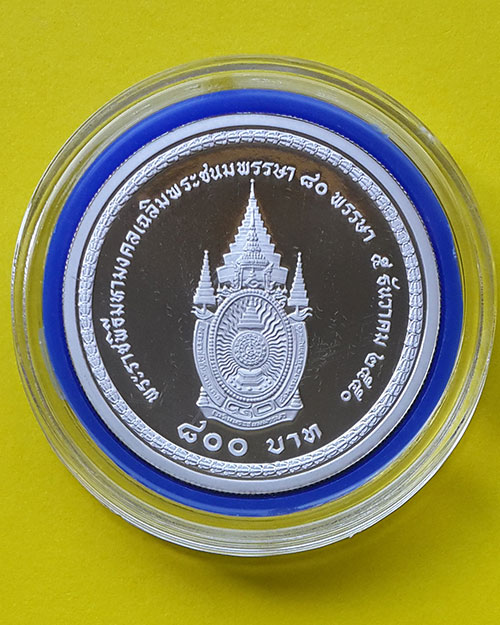 พระราชพิธีมหามงคลเฉลิมพระชนมพรรษา ๘๐ พรรษา ๕ ธันวาคม ๒๕๕๐
๘๐๐ บาท